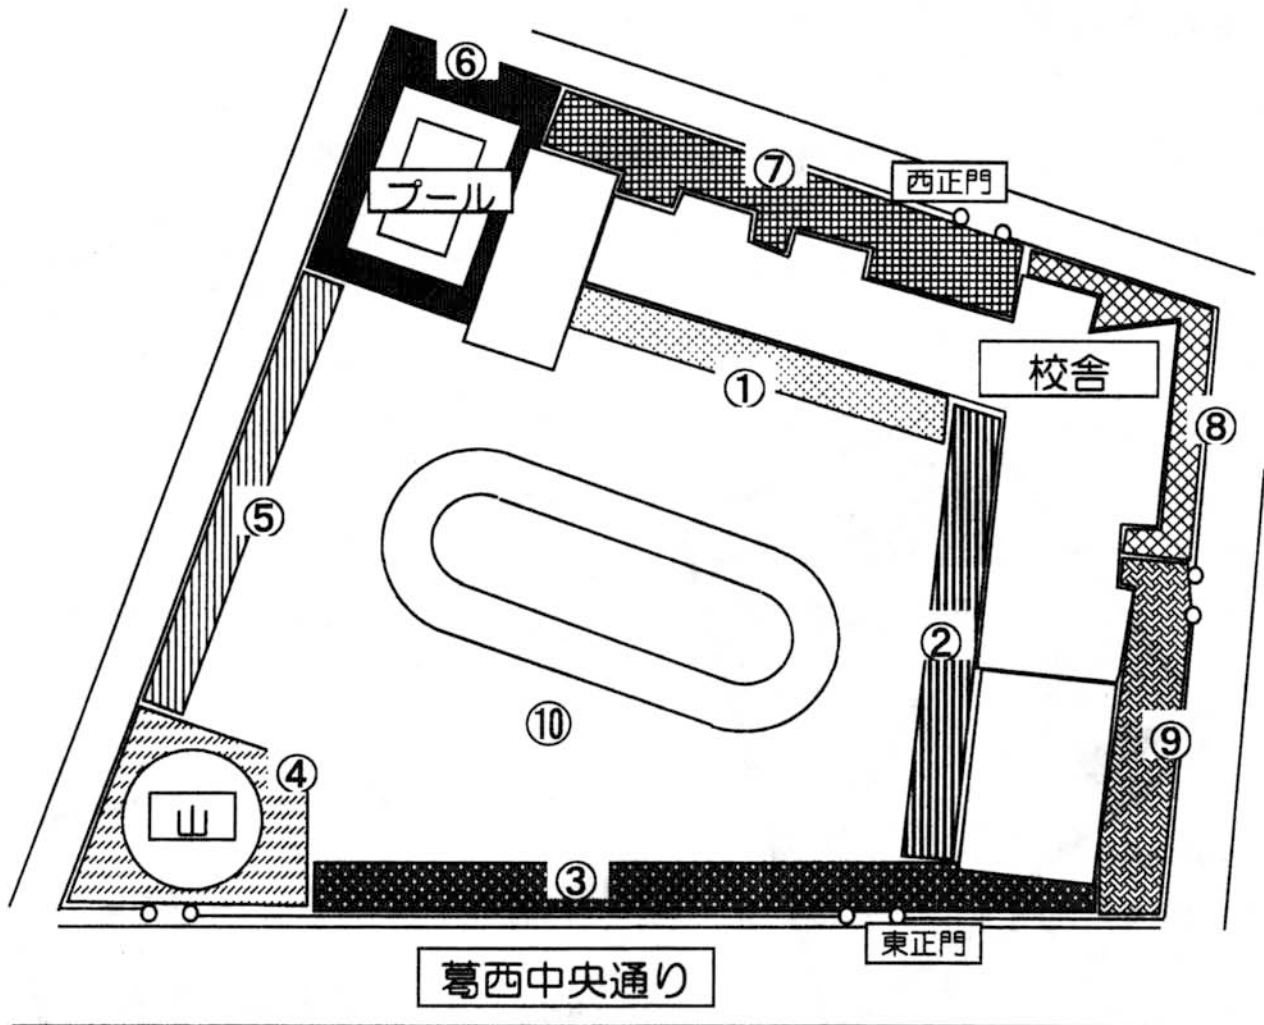 ⑥
⑦
西正門
プール
校舎
①
⑧
⑤
②
⑩
⑨
④
山
③
東正門
葛西中央通り